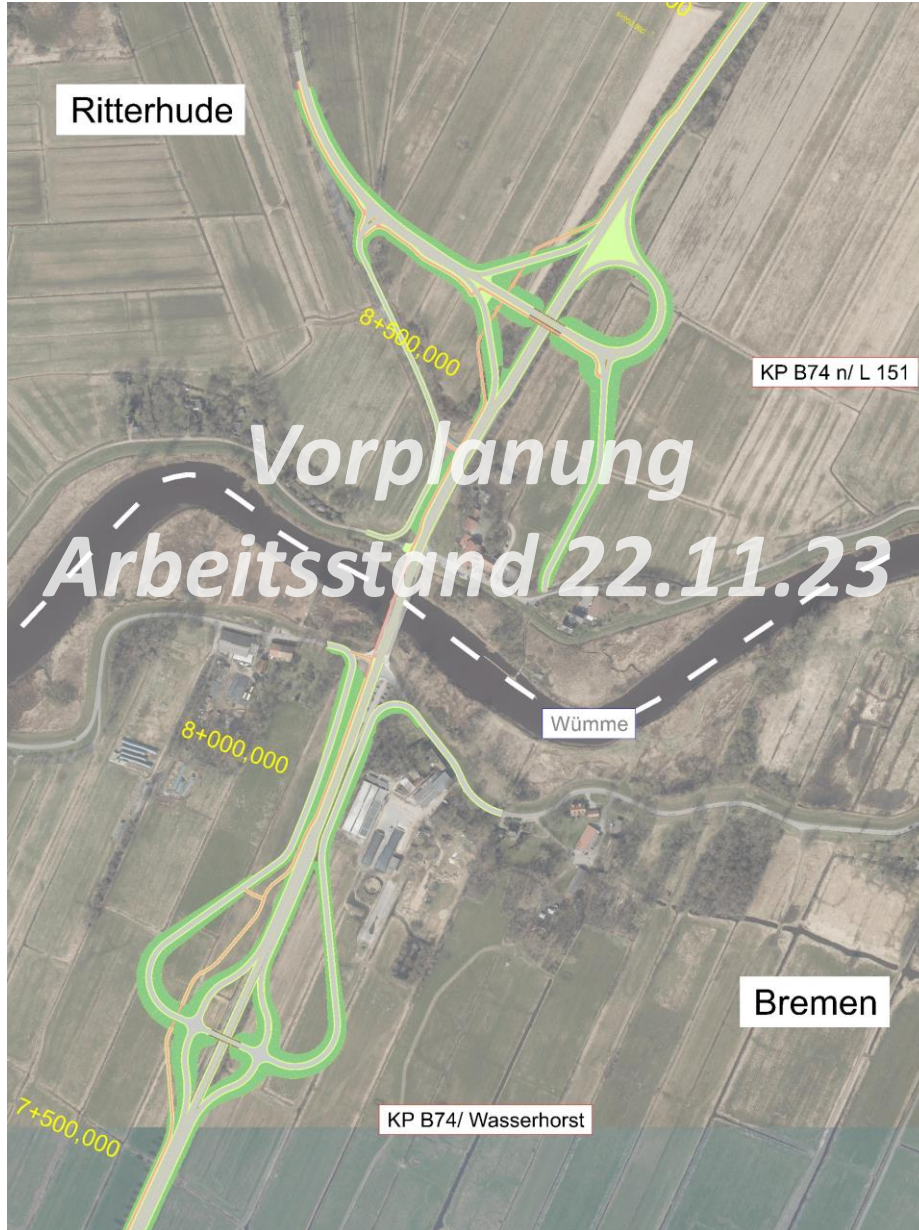 00
Ritterhude
8+500,000
KP B74 n/ L 151
Vorplanung
Arbeitsstand 22.11.23
Wümme
8+000,000
Bremen
KP B74/ Wasserhorst
7+500,000